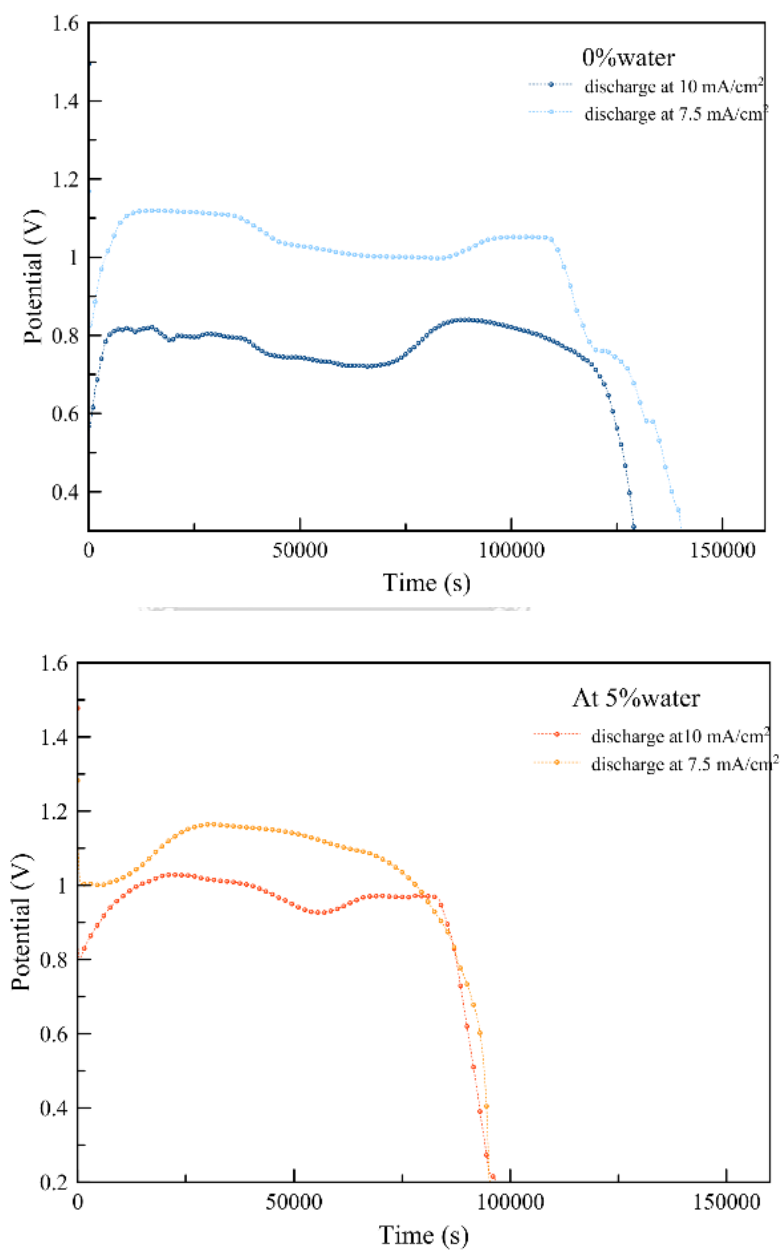 1.6
1.4
1.2
1
0.8
0.6
0.4
Potential (V)
0%water
discharge at 10 mA/cm²
discharge at 7.5 mA/cm²
0
50000
100000
150000
Time (s)
1.6
1.4
1.2
1
0.8
0.6
0.4
0.2
Potential (V)
At 5%water
discharge at10 mA/cm²
discharge at 7.5 mA/cm²
0
50000
100000
150000
Time (s)